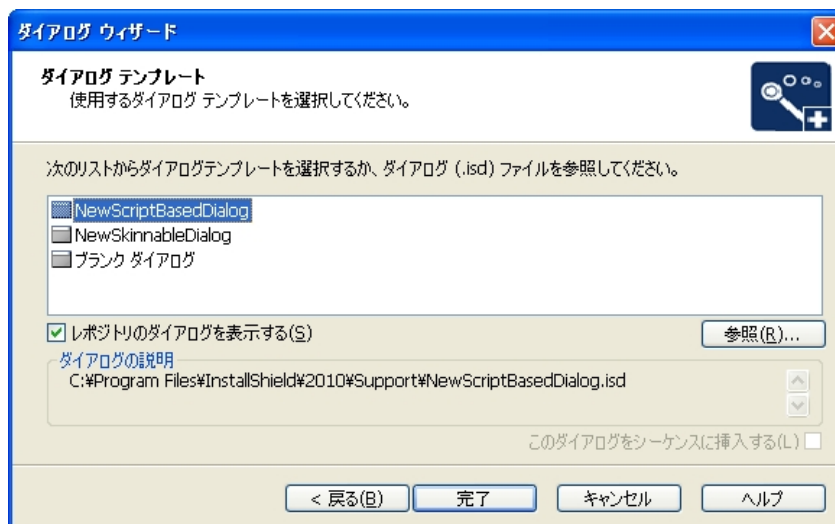 ダイアログ ウィザード
ダイアログ テンプレート
使用するダイアログ テンプレートを選択してください。
次のリストからダイアログテンプレートを選択するか、ダイアログ (.isd) ファイルを参照してください。
NewScriptBasedDialog
NewSkinnableDialog
ブランク ダイアログ
レポジトリのダイアログを表示する(S)
参照(R)...
ダイアログの説明
C:¥Program Files¥InstallShield¥2010¥Support¥NewScriptBasedDialog.isd
このダイアログをシーケンスに挿入する(L)
< 戻る(B) 完了 キャンセル ヘルプ